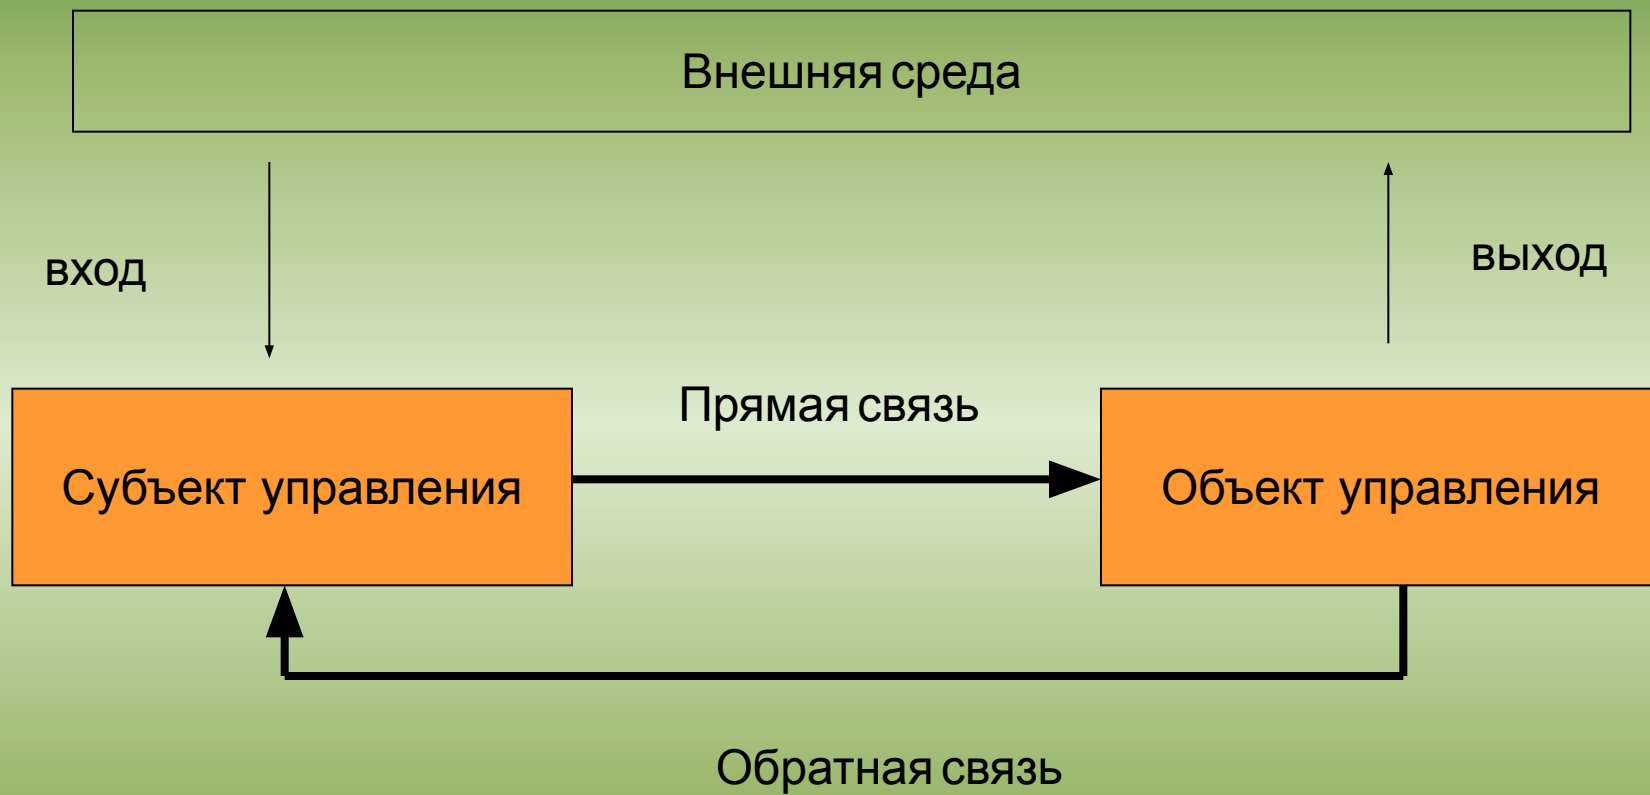 Внешняя среда
вход
выход
Прямая связь
Субъект управления
Объект управления
Обратная связь